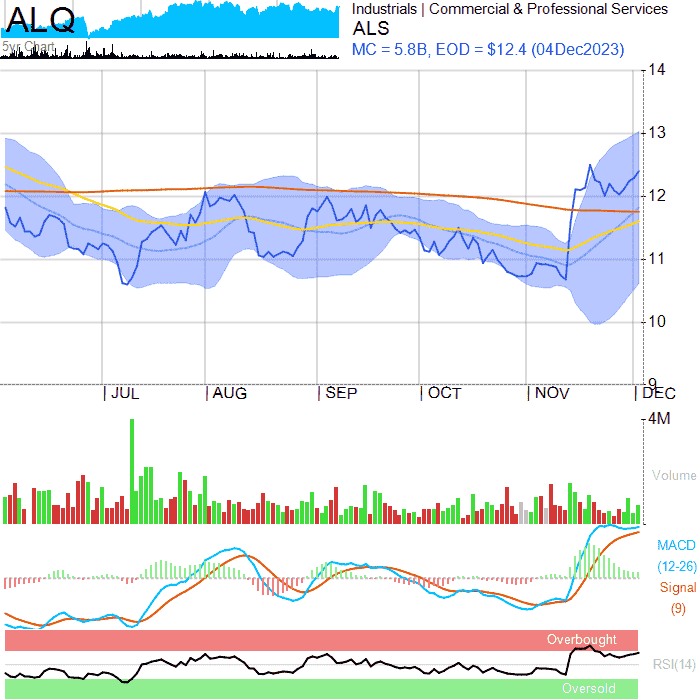 ALQ
5yr Chart
Industrials | Commercial & Professional Services
ALS
MC = 5.8B, EOD = $12.4 (04Dec2023)
14
13
12
11
10
9
JUL AUG SEP OCT NOV DEC
4M
Volume
MACD
(12-26)
Signal
(9)
Overbought
RSI(14)
Oversold